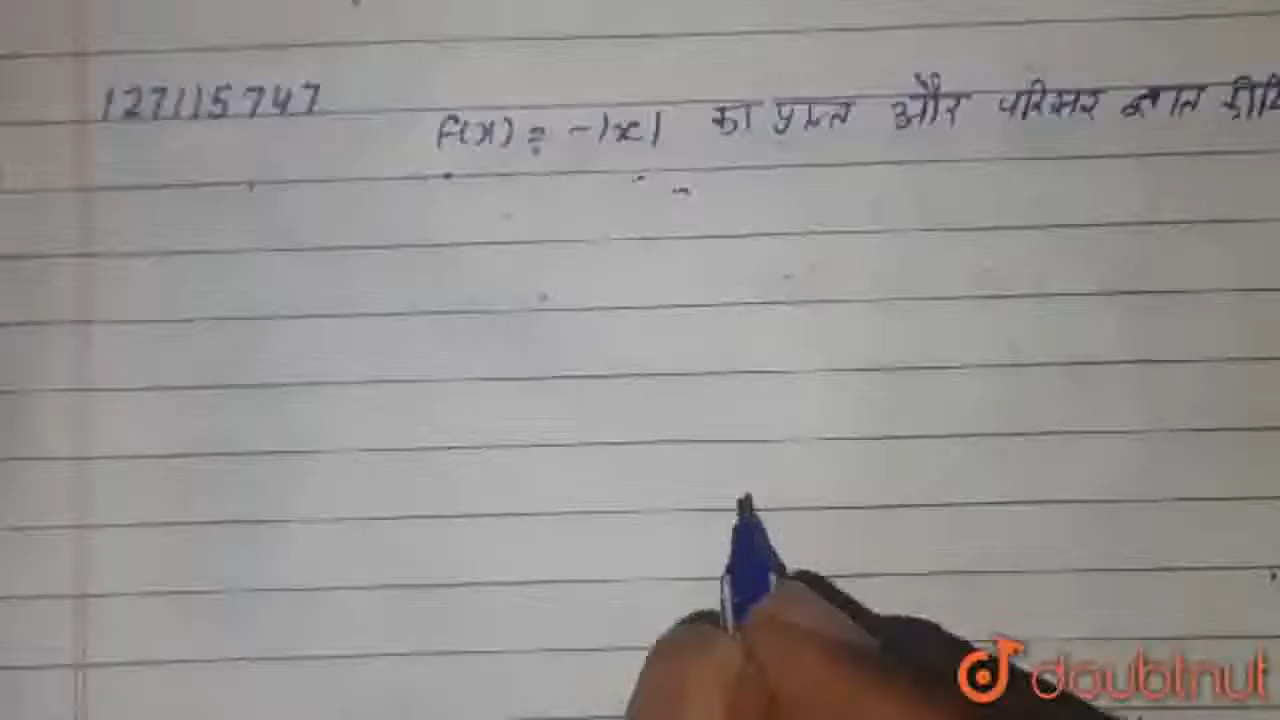 127115747
f(x) = -|x| का प्रान्त और परिसर ज्ञात
doubtnut